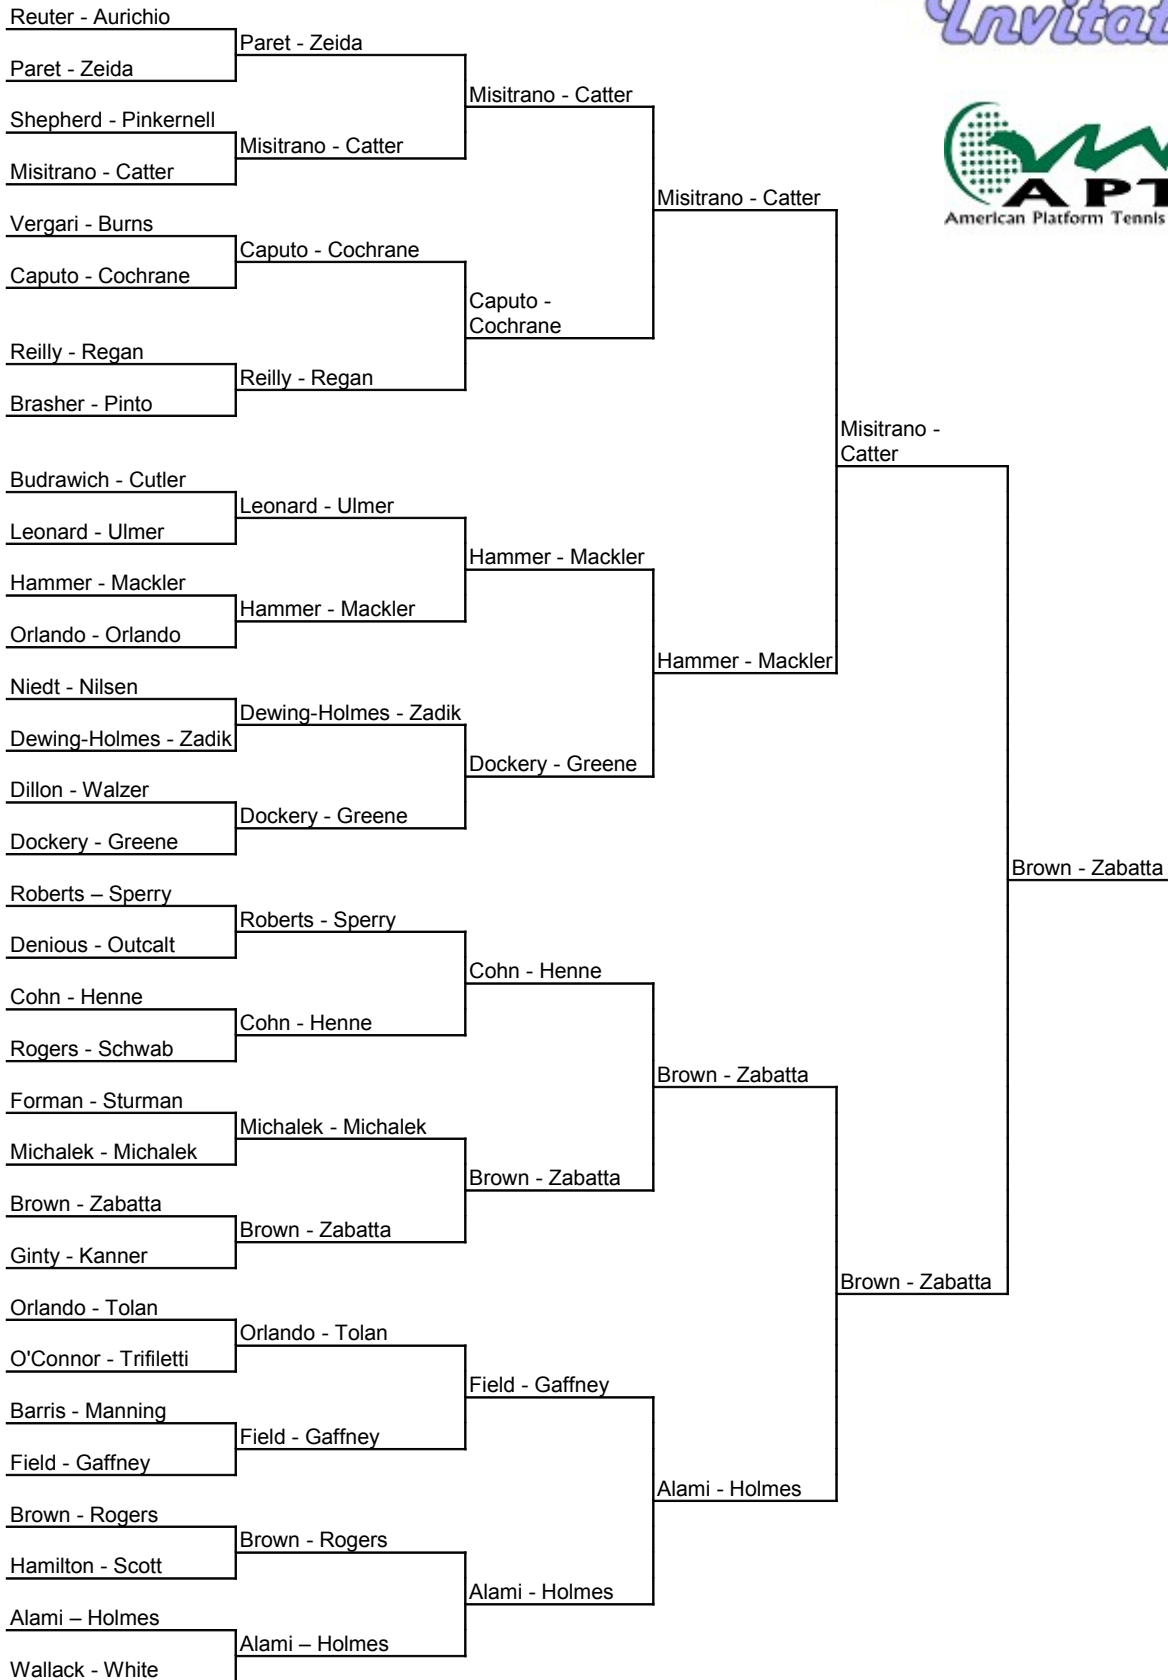 Reuter - Aurichio
Paret - Zeida
Shepherd - Pinkernell
Misitrano - Catter
Vergari - Burns
Caputo - Cochrane
Reilly - Regan
Brasher - Pinto
Budrawich - Cutler
Leonard - Ulmer
Hammer - Mackler
Orlando - Orlando
Niedt - Nilsen
Dewing-Holmes - Zadik
Dillon - Walzer
Dockery - Greene
Roberts – Sperry
Denious - Outcalt
Cohn - Henne
Rogers - Schwab
Forman - Sturman
Michalek - Michalek
Brown - Zabatta
Ginty - Kanner
Orlando - Tolan
O'Connor - Trifiletti
Barris - Manning
Field - Gaffney
Brown - Rogers
Hamilton - Scott
Alami – Holmes
Wallack - White
Paret - Zeida
Misitrano - Catter
Caputo - Cochrane
Reilly - Regan
Leonard - Ulmer
Hammer - Mackler
Dewing-Holmes - Zadik
Dockery - Greene
Roberts - Sperry
Cohn - Henne
Michalek - Michalek
Brown - Zabatta
Orlando - Tolan
Field - Gaffney
Brown - Rogers
Alami – Holmes
Misitrano - Catter
Caputo -
Cochrane
Hammer - Mackler
Dockery - Greene
Cohn - Henne
Brown - Zabatta
Field - Gaffney
Alami - Holmes
Misitrano - Catter
Hammer - Mackler
Brown - Zabatta
Alami - Holmes
Misitrano -
Catter
Brown - Zabatta
Brown - Zabatta
APT
American Platform Tennis